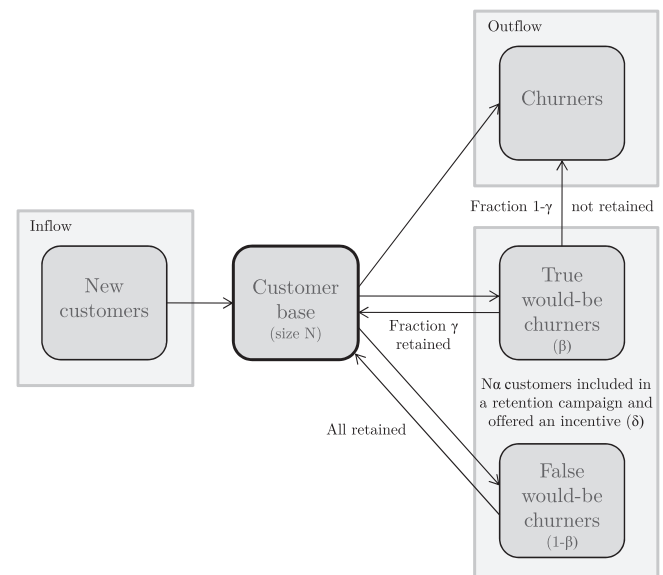 Outflow
Churners
Fraction 1-γ not retained
Inflow
New
customers
Customer
base
(size N)
True
would-be
churners
(β)
Fraction γ
retained
Nα customers included in
a retention campaign and
offered an incentive (δ)
All retained
False
would-be
churners
(1-β)